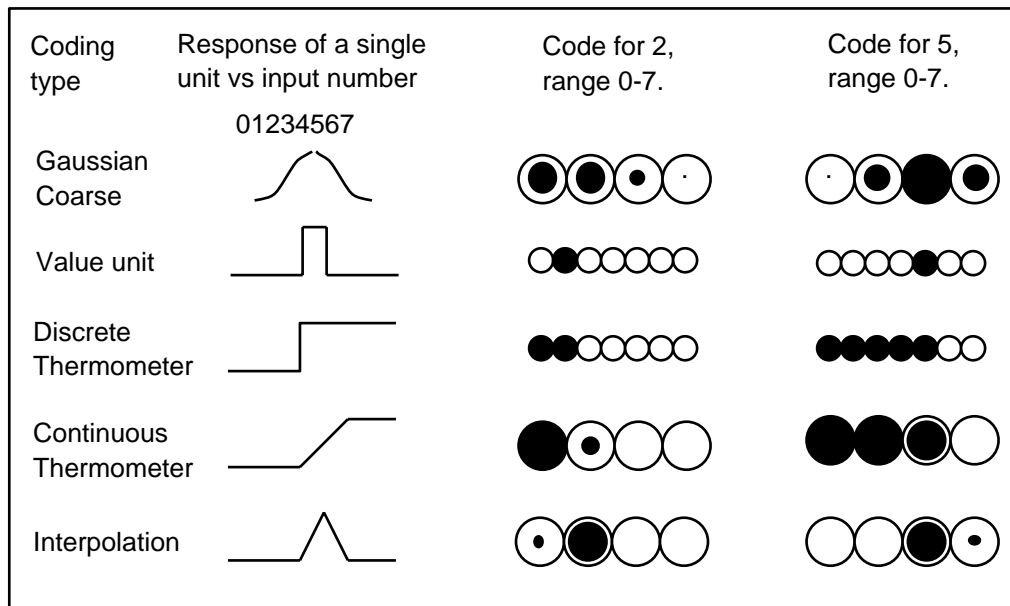 Coding type
Response of a single unit vs input number
Code for 2, range 0-7.
Code for 5, range 0-7.
01234567
Gaussian Coarse
Value unit
Discrete Thermometer
Continuous Thermometer
Interpolation